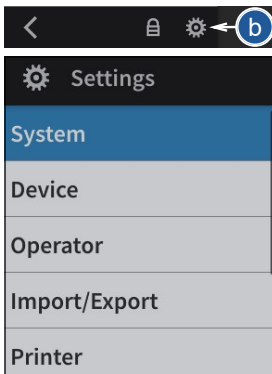 b
Settings
System
Device
Operator
Import/Export
Printer